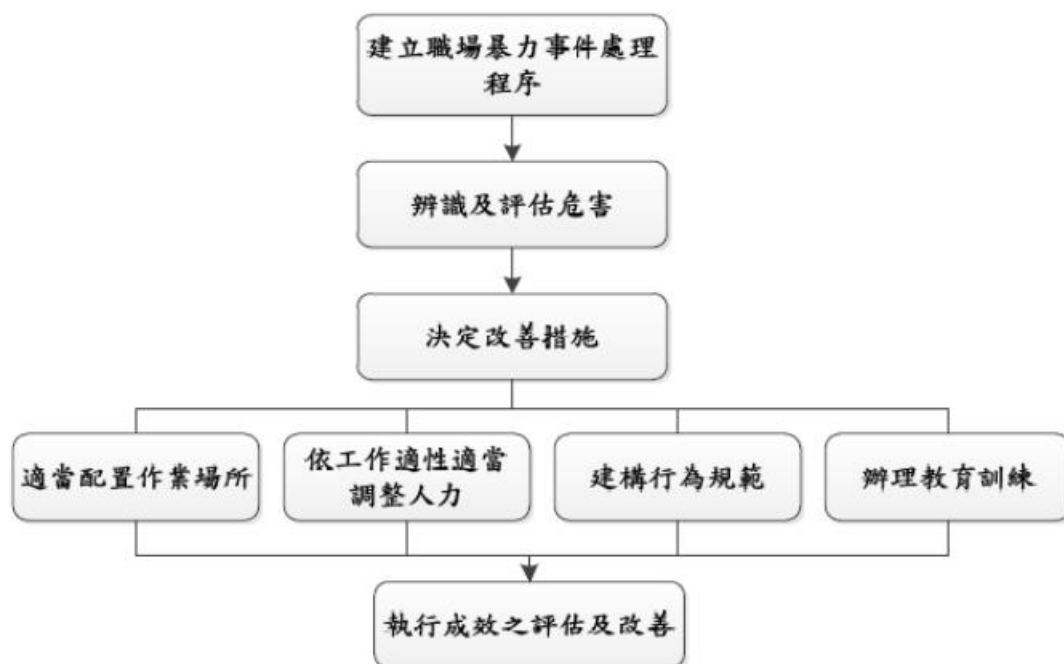 建立職場暴力事件處理
程序
辨識及評估危害
決定改善措施
適當配置作業場所
依工作適性適當
調整人力
建構行為規範
辦理教育訓練
執行成效之評估及改善